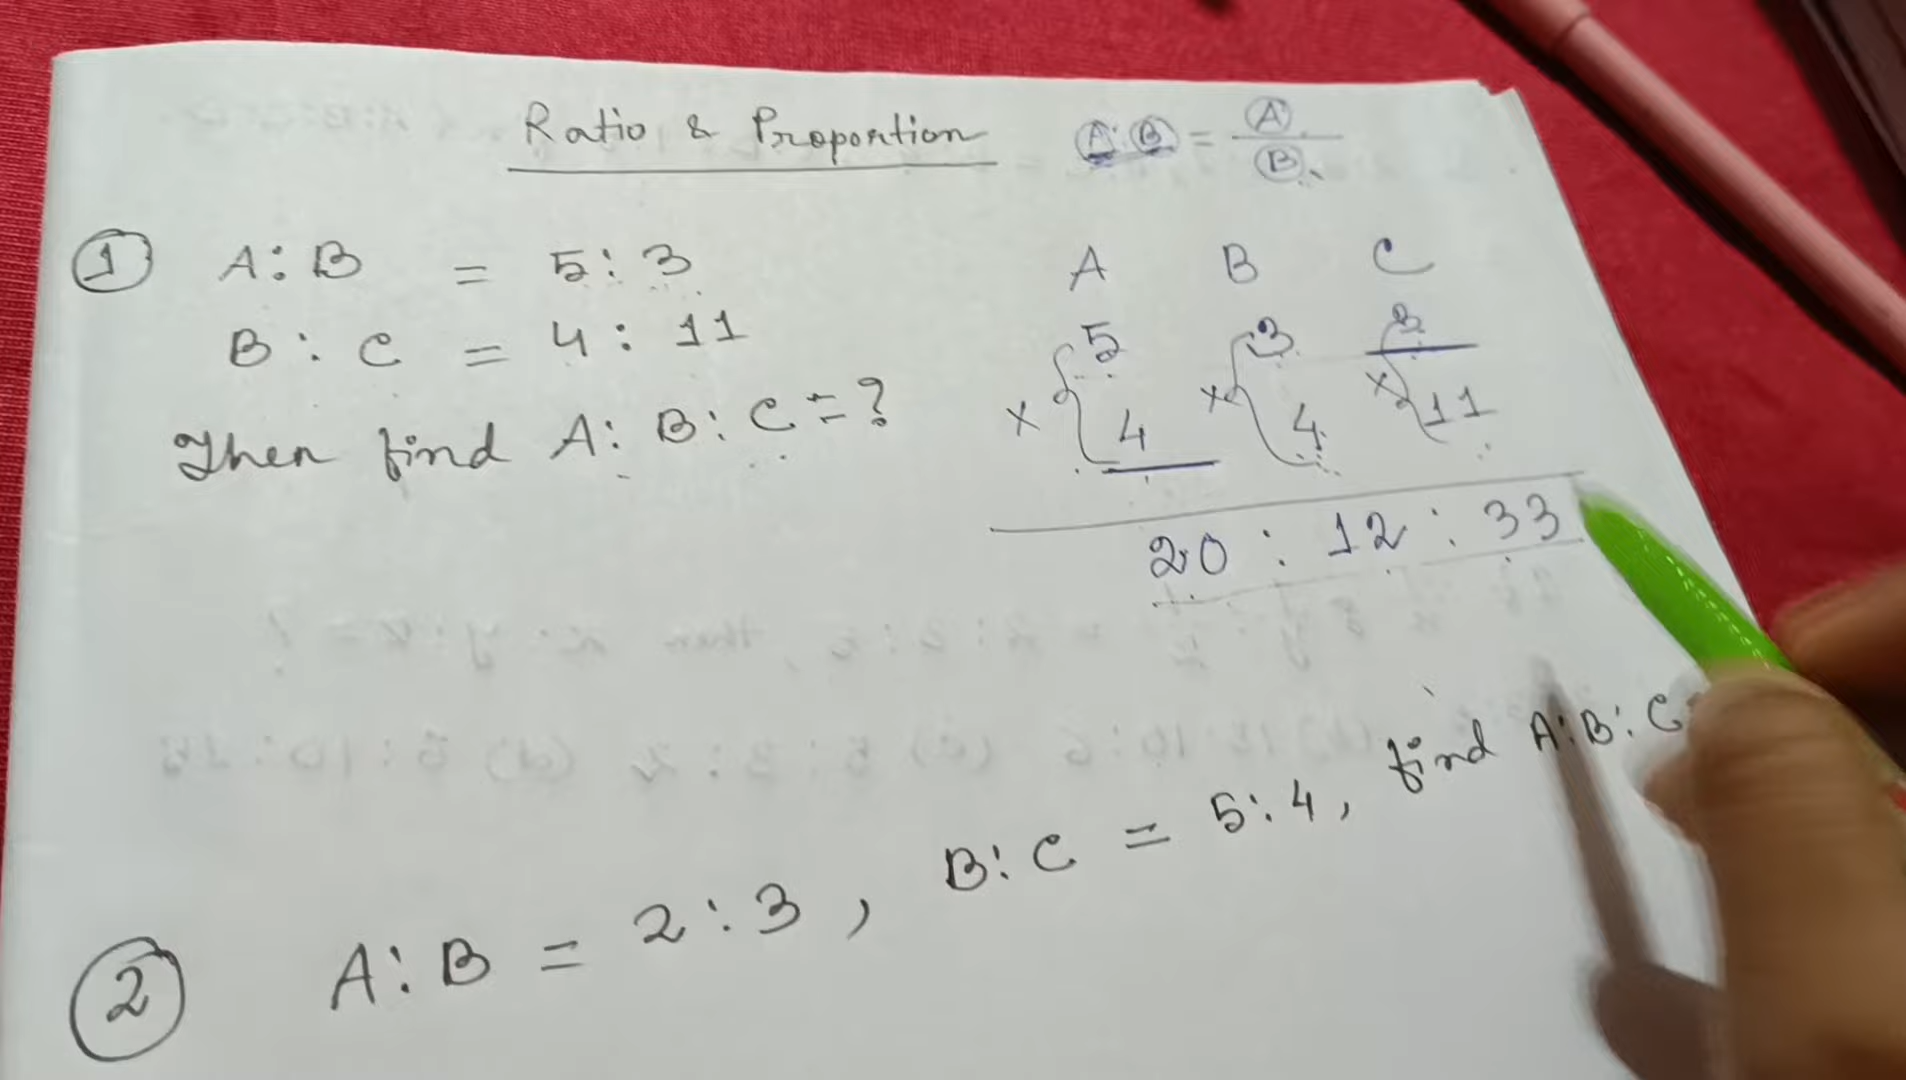 Ratio & Proportion
A:B = A/B
① A:B = 5:3
B:C = 4:11
Then find A:B:C=?
A B C
5 3 3
× × ×
4 4 11
20 : 12 : 33
② A:B = 2:3, B:C = 5:4, find A:B:C